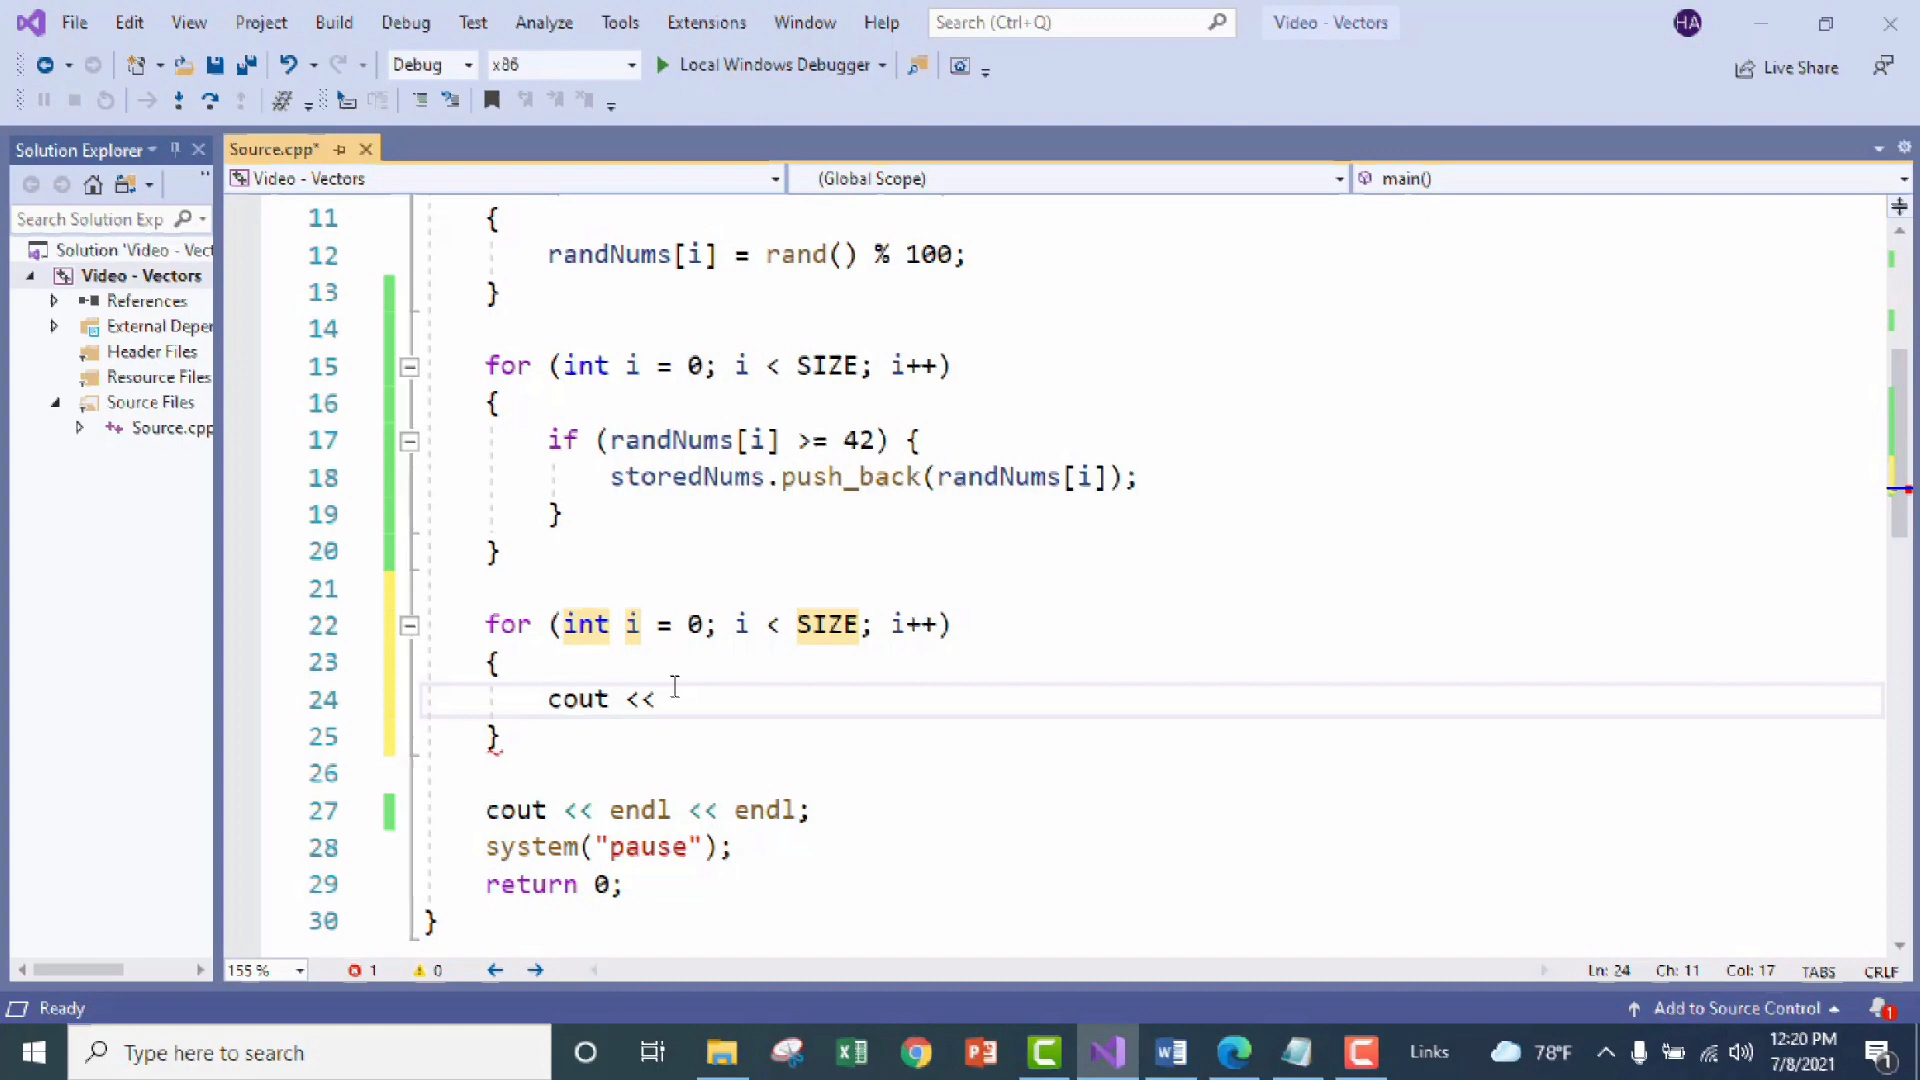 File Edit View Project Build Debug Test Analyze Tools Extensions Window Help Search (Ctrl+Q) Video - Vectors HA
Debug x86 Local Windows Debugger Live Share
Solution Explorer Source.cpp*
Video - Vectors (Global Scope) main()
Search Solution Exp
Solution 'Video - Vect
Video - Vectors
References
External Deper
Header Files
Resource Files
Source Files
Source.cpp
11 {
12 randNums[i] = rand() % 100;
13 }
14
15 for (int i = 0; i < SIZE; i++)
16 {
17 if (randNums[i] >= 42) {
18 storedNums.push_back(randNums[i]);
19 }
20 }
21
22 for (int i = 0; i < SIZE; i++)
23 {
24 cout <<
25 }
26
27 cout << endl << endl;
28 system("pause");
29 return 0;
30 }
155 % 1 0 Ln: 24 Ch: 11 Col: 17 TABS CRLF
Ready Add to Source Control 1
Type here to search Links 78°F 12:20 PM
7/8/2021 1